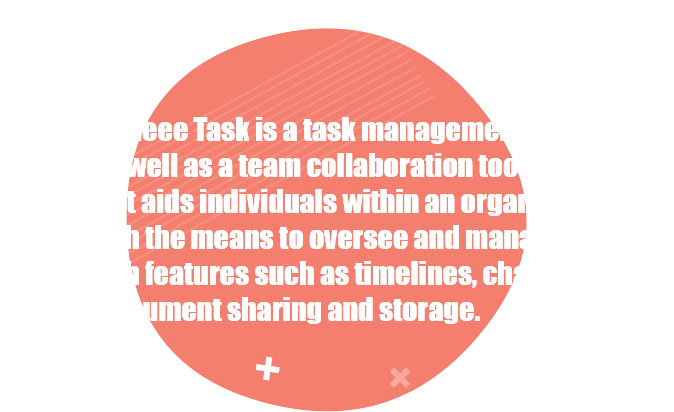 eee Task is a task manageme
well as a team collaboration too
t aids individuals within an organ
h the means to oversee and mana
features such as timelines, cha
ument sharing and storage.